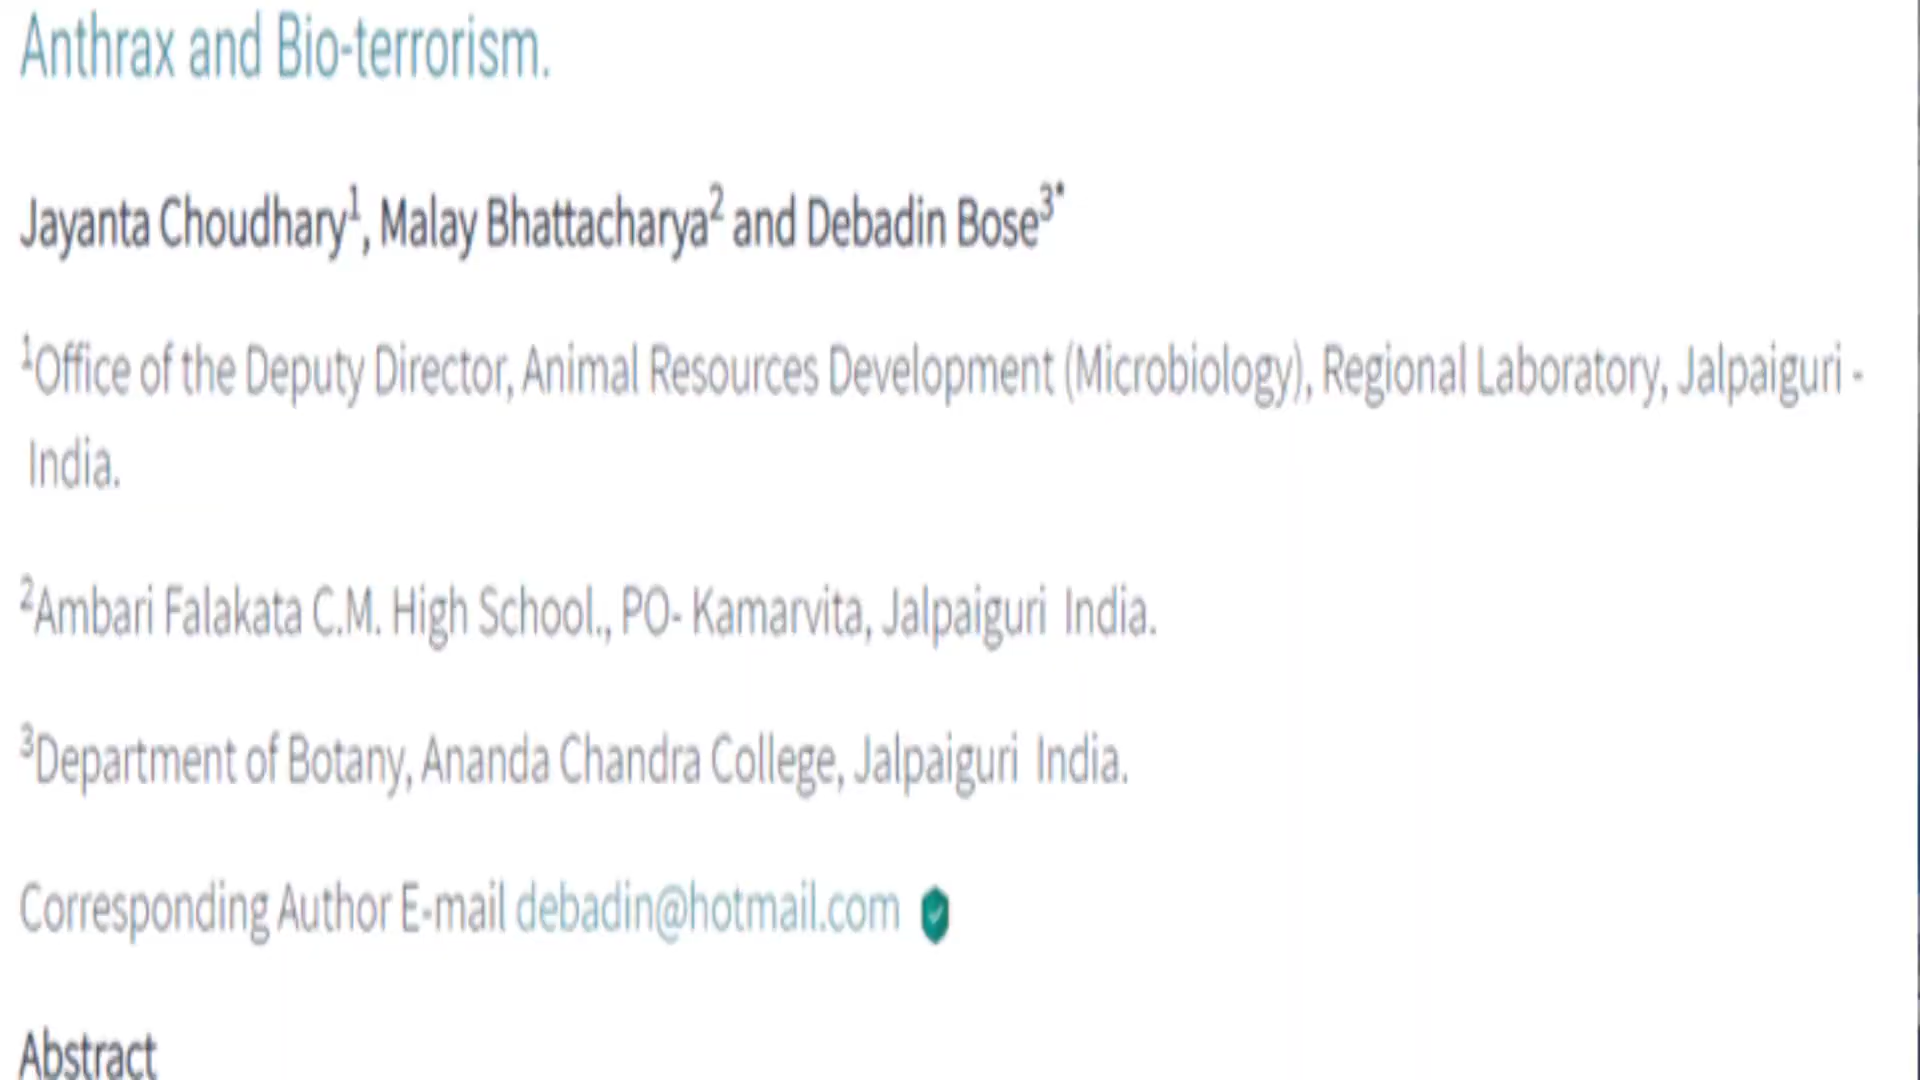 Anthrax and Bio-terrorism.
Jayanta Choudhary1, Malay Bhattacharya2 and Debadin Bose3*
1Office of the Deputy Director, Animal Resources Development (Microbiology), Regional Laboratory, Jalpaiguri -
India.
2Ambari Falakata C.M. High School., PO- Kamarvita, Jalpaiguri India.
3Department of Botany, Ananda Chandra College, Jalpaiguri India.
Corresponding Author E-mail debadin@hotmail.com
Abstract